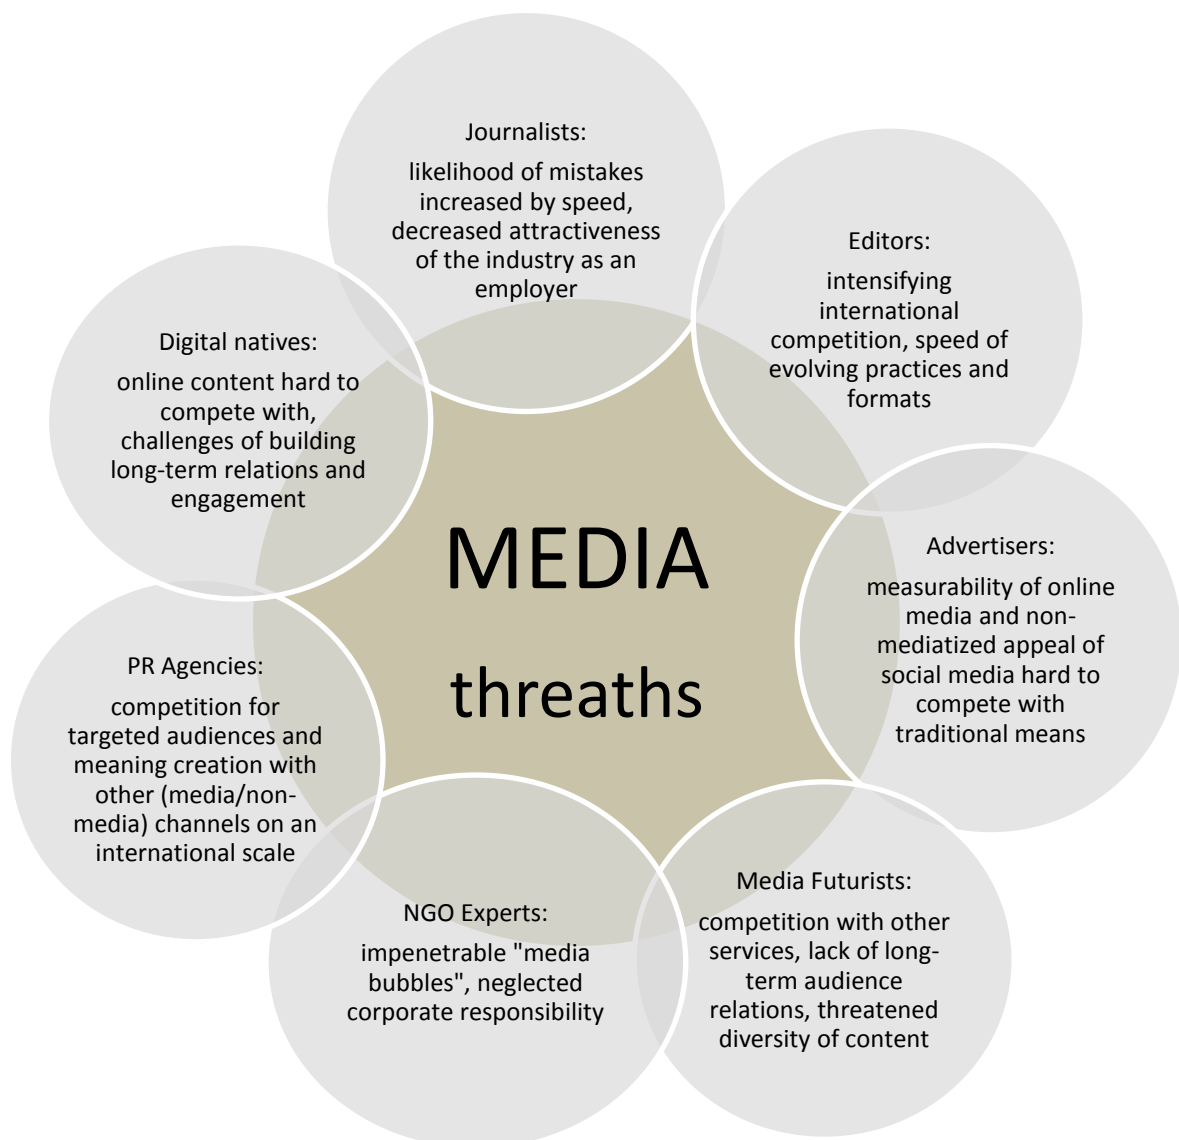 Journalists:
likelihood of mistakes
increased by speed,
decreased attractiveness
of the industry as an
employer
Editors:
intensifying
international
competition, speed of
evolving practices and
formats
Advertisers:
measurability of online
media and non-
mediatized appeal of
social media hard to
compete with
traditional means
Media Futurists:
competition with other
services, lack of long-
term audience
relations, threatened
diversity of content
NGO Experts:
impenetrable "media
bubbles", neglected
corporate responsibility
PR Agencies:
competition for
targeted audiences and
meaning creation with
other (media/non-
media) channels on an
international scale
Digital natives:
online content hard to
compete with,
challenges of building
long-term relations and
engagement
MEDIA
threaths